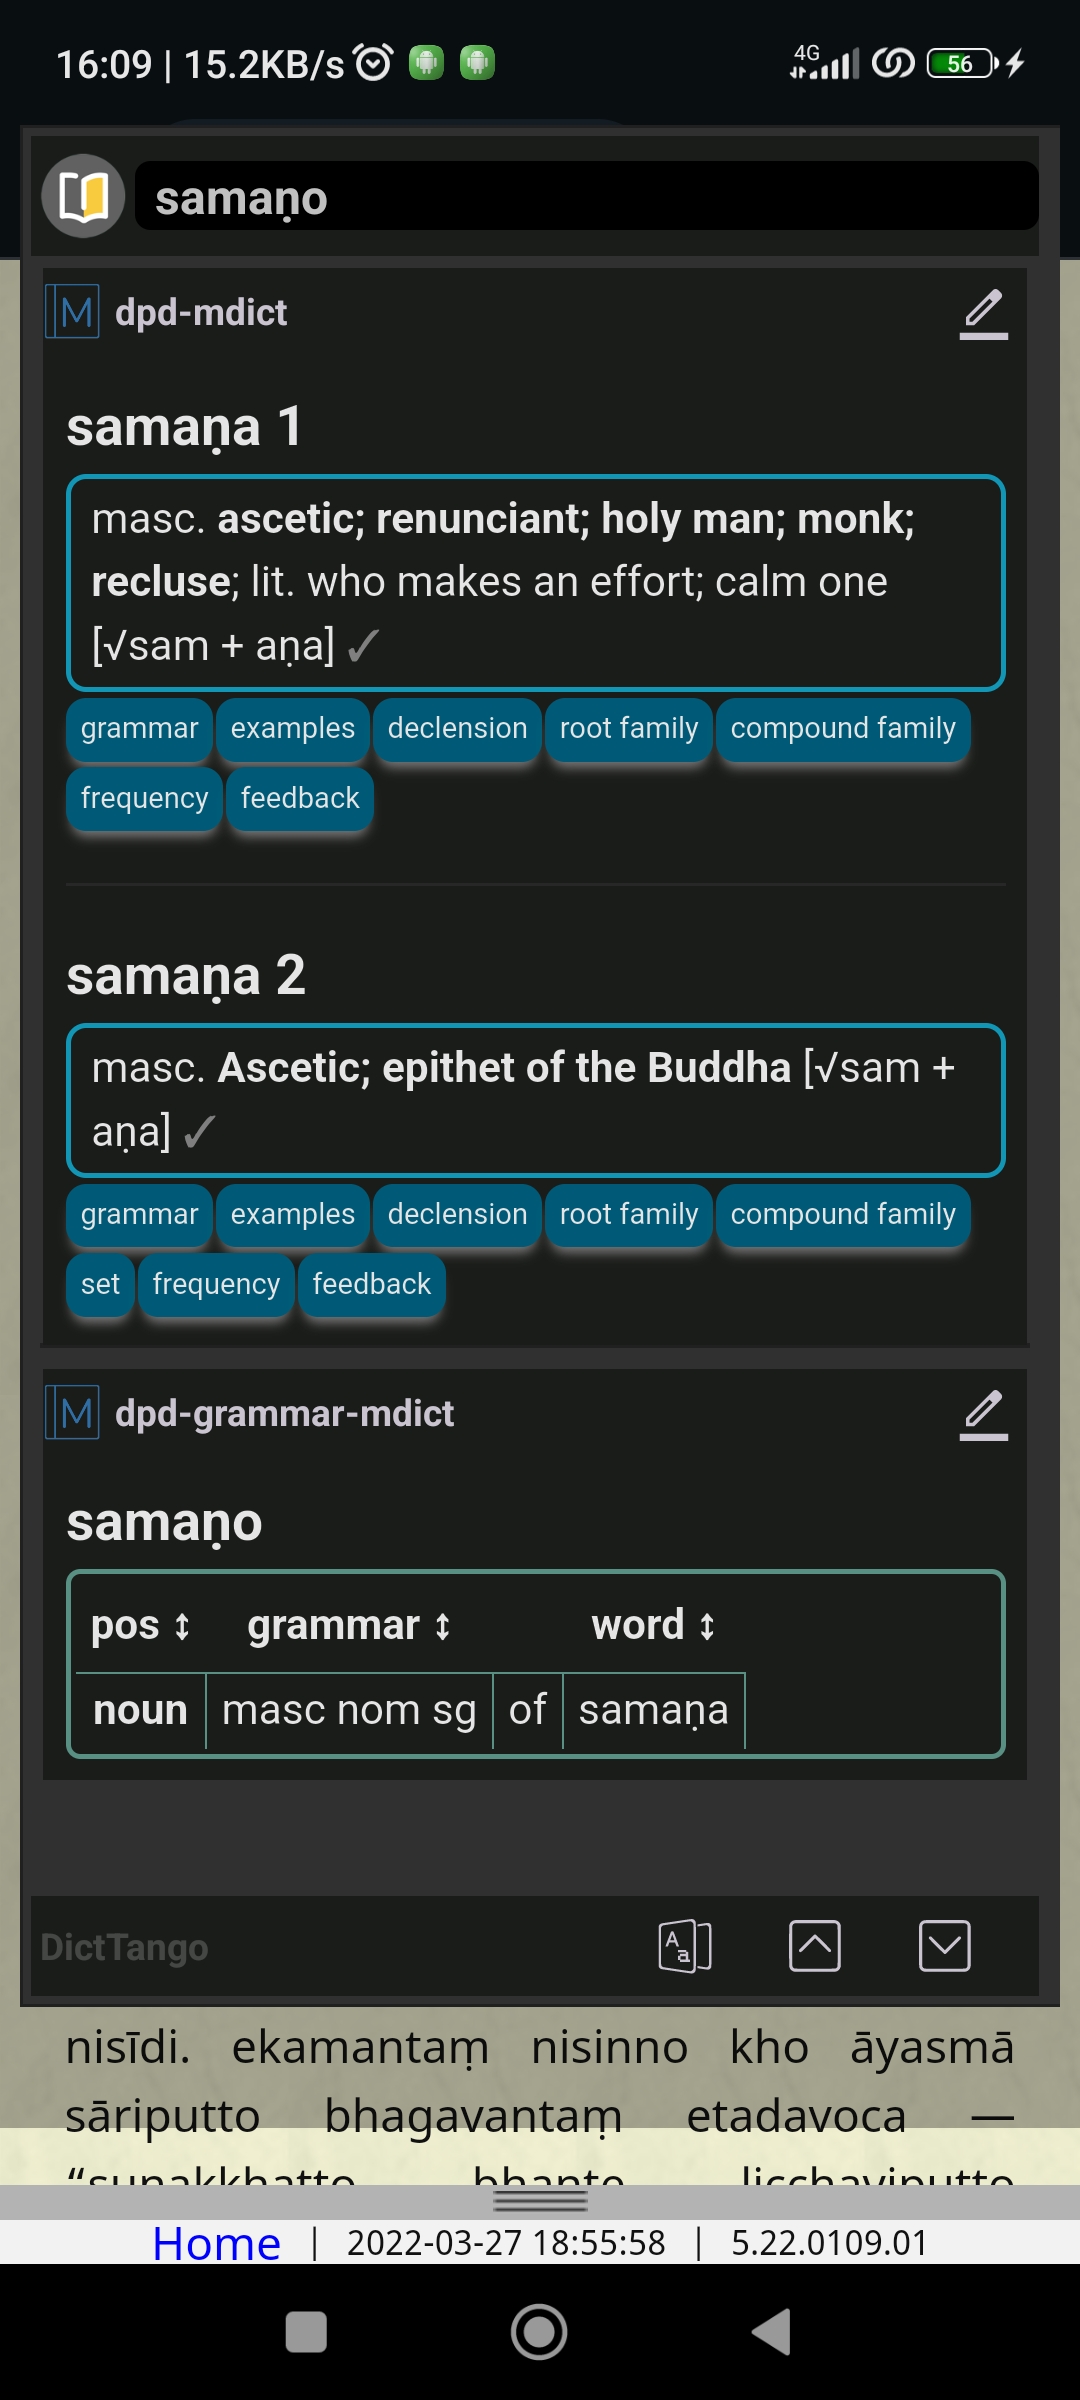 16:09 | 15.2KB/s 4G 56
samaṇo
M dpd-mdict
samaṇa 1
masc. ascetic; renunciant; holy man; monk;
recluse; lit. who makes an effort; calm one
[√sam + aṇa] ✓
grammar examples declension root family compound family
frequency feedback
samaṇa 2
masc. Ascetic; epithet of the Buddha [√sam +
aṇa] ✓
grammar examples declension root family compound family
set frequency feedback
M dpd-grammar-mdict
samaṇo
pos ↕ grammar ↕ word ↕
noun masc nom sg of samaṇa
DictTango A a
nisīdi. ekamantaṃ nisinno kho āyasmā
sāriputto bhagavantaṃ etadavoca —
“sunakkhatto, bhante, licchaviputto
Home | 2022-03-27 18:55:58 | 5.22.0109.01